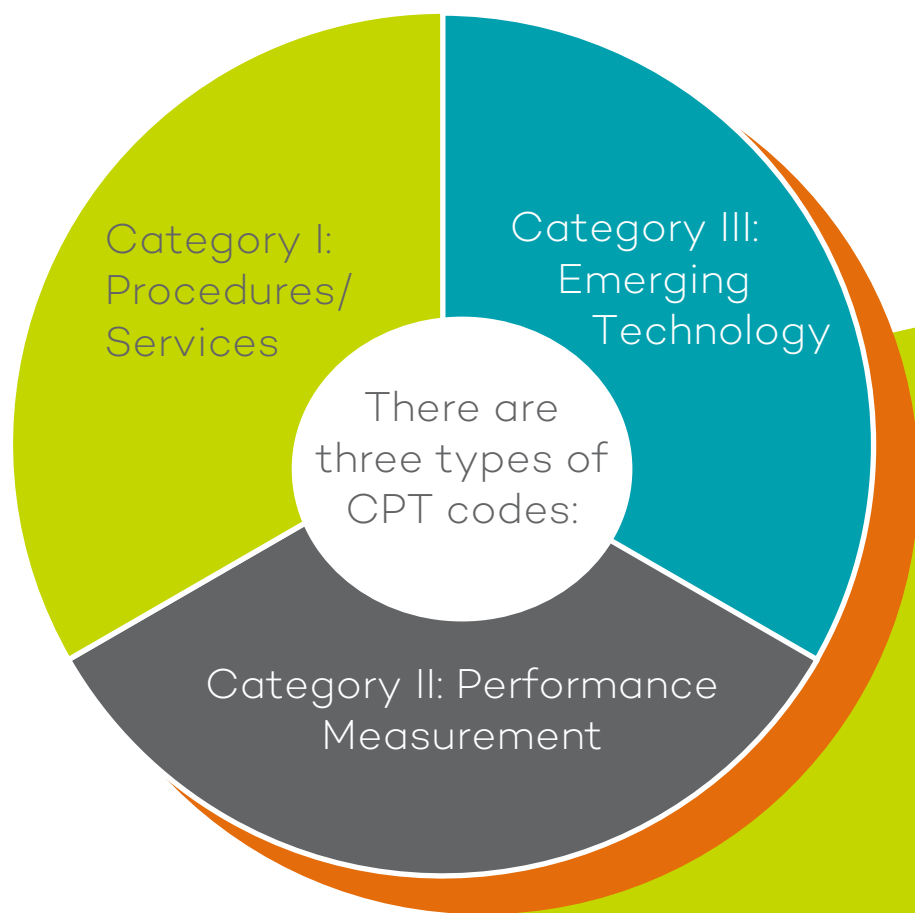 There are
three types of
CPT codes:
Category I:
Procedures/
Services
Category II: Performance
Measurement
Category III:
Emerging
Technology